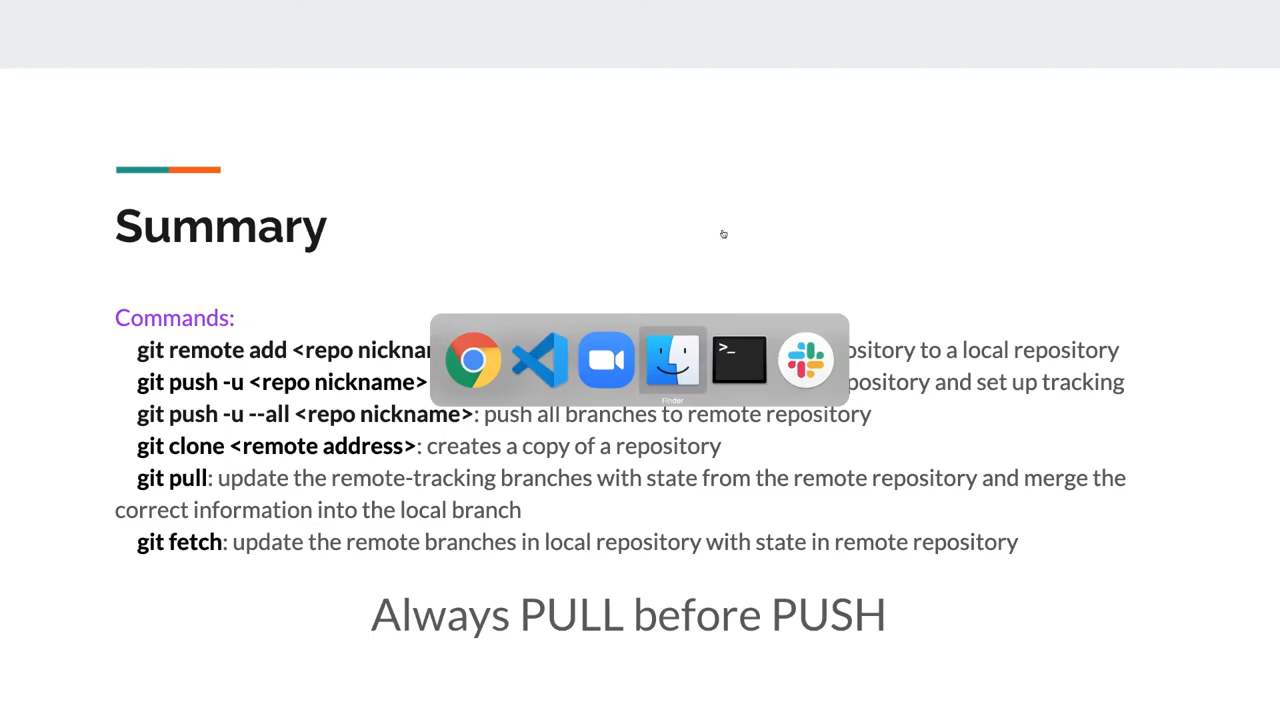 Summary
Commands:
git remote add <repo
to a local repository
git push -u <repo nickname>
and set up tracking
git push -u --all <repo nickname>: push all branches to remote repository
Finder
>_
git clone <remote address>: creates a copy of a repository
git pull: update the remote-tracking branches with state from the remote repository and merge the
correct information into the local branch
git fetch: update the remote branches in local repository with state in remote repository
Always PULL before PUSH